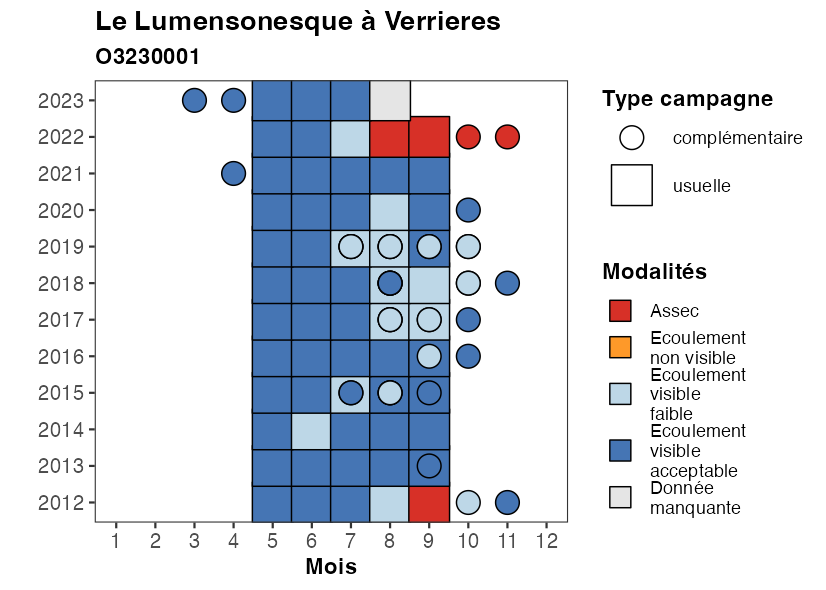 Le Lumensonesque à Verrieres
O3230001
2023
2022
2021
2020
2019
2018
2017
2016
2015
2014
2013
2012
1 2 3 4 5 6 7 8 9 10 11 12
Mois
Type campagne
complémentaire
usuelle
Modalités
Assec
Ecoulement
non visible
Ecoulement
visible
faible
Ecoulement
visible
acceptable
Donnée
manquante